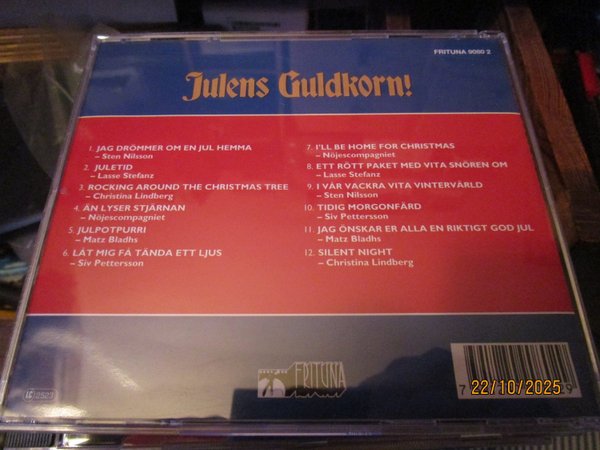 FRITUNA 9080 2
Julens Guldkorn!
1. JAG DRÖMMER OM EN JUL HEMMA
– Sten Nilsson
2. JULETID
– Lasse Stefanz
3. ROCKING AROUND THE CHRISTMAS TREE
– Christina Lindberg
4. ÄN LYSER STJÄRNAN
– Nöjescompagniet
5. JULPOTPURRI
– Matz Bladhs
6. LÅT MIG FÅ TÄNDA ETT LJUS
– Siv Pettersson
7. I'LL BE HOME FOR CHRISTMAS
– Nöjescompagniet
8. ETT RÖTT PAKET MED VITA SNÖREN OM
– Lasse Stefanz
9. I VÅR VACKRA VITA VINTERVÄRLD
– Sten Nilsson
10. TIDIG MORGONFÄRD
– Siv Pettersson
11. JAG ÖNSKAR ER ALLA EN RIKTIGT GOD JUL
– Matz Bladhs
12. SILENT NIGHT
– Christina Lindberg
FRITUNA
22/10/2025